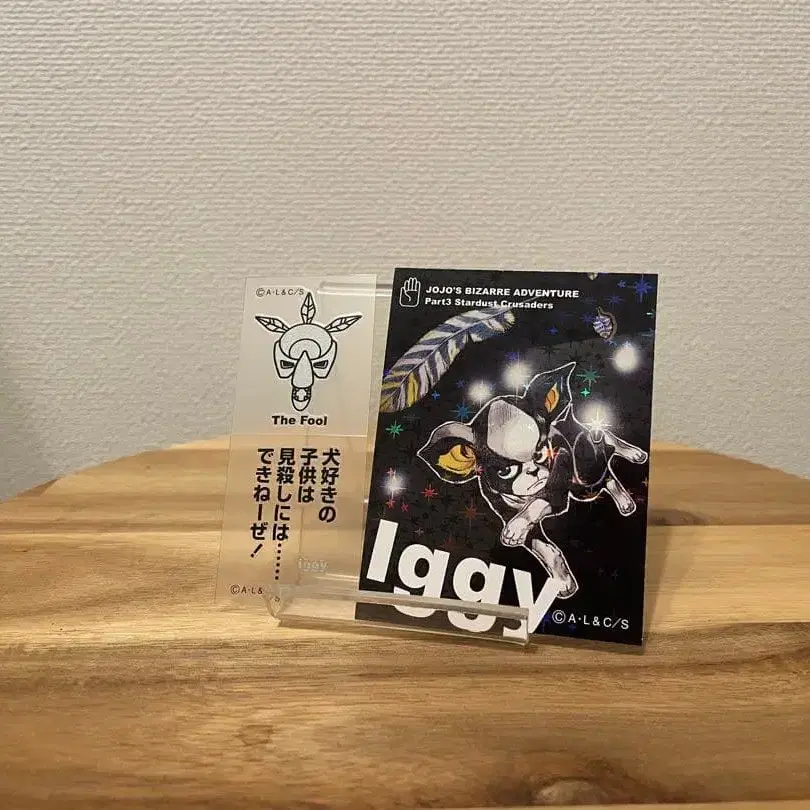 ©A・L&C/S
The Fool
犬好きの
子供は
見殺しには……
できねーぜ！
Iggy
©A・L&
JOJO'S BIZARRE ADVENTURE
Part3 Stardust Crusaders
Iggy
©A・L&C/S